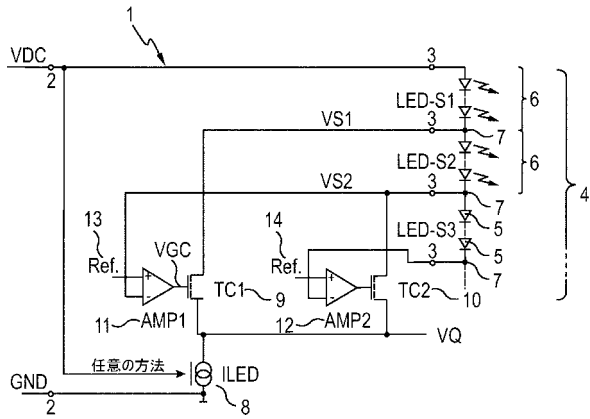 1
VDC
2
3
LED-S1
6
3
VS1
7
LED-S2
6
4
VS2
3
7
13
14
LED-S3
5
3
5
7
Ref.
VGC
Ref.
+
-
+
-
TC1
9
TC2
10
11
AMP1
12
AMP2
VQ
任意の方法
ILED
GND
2
8